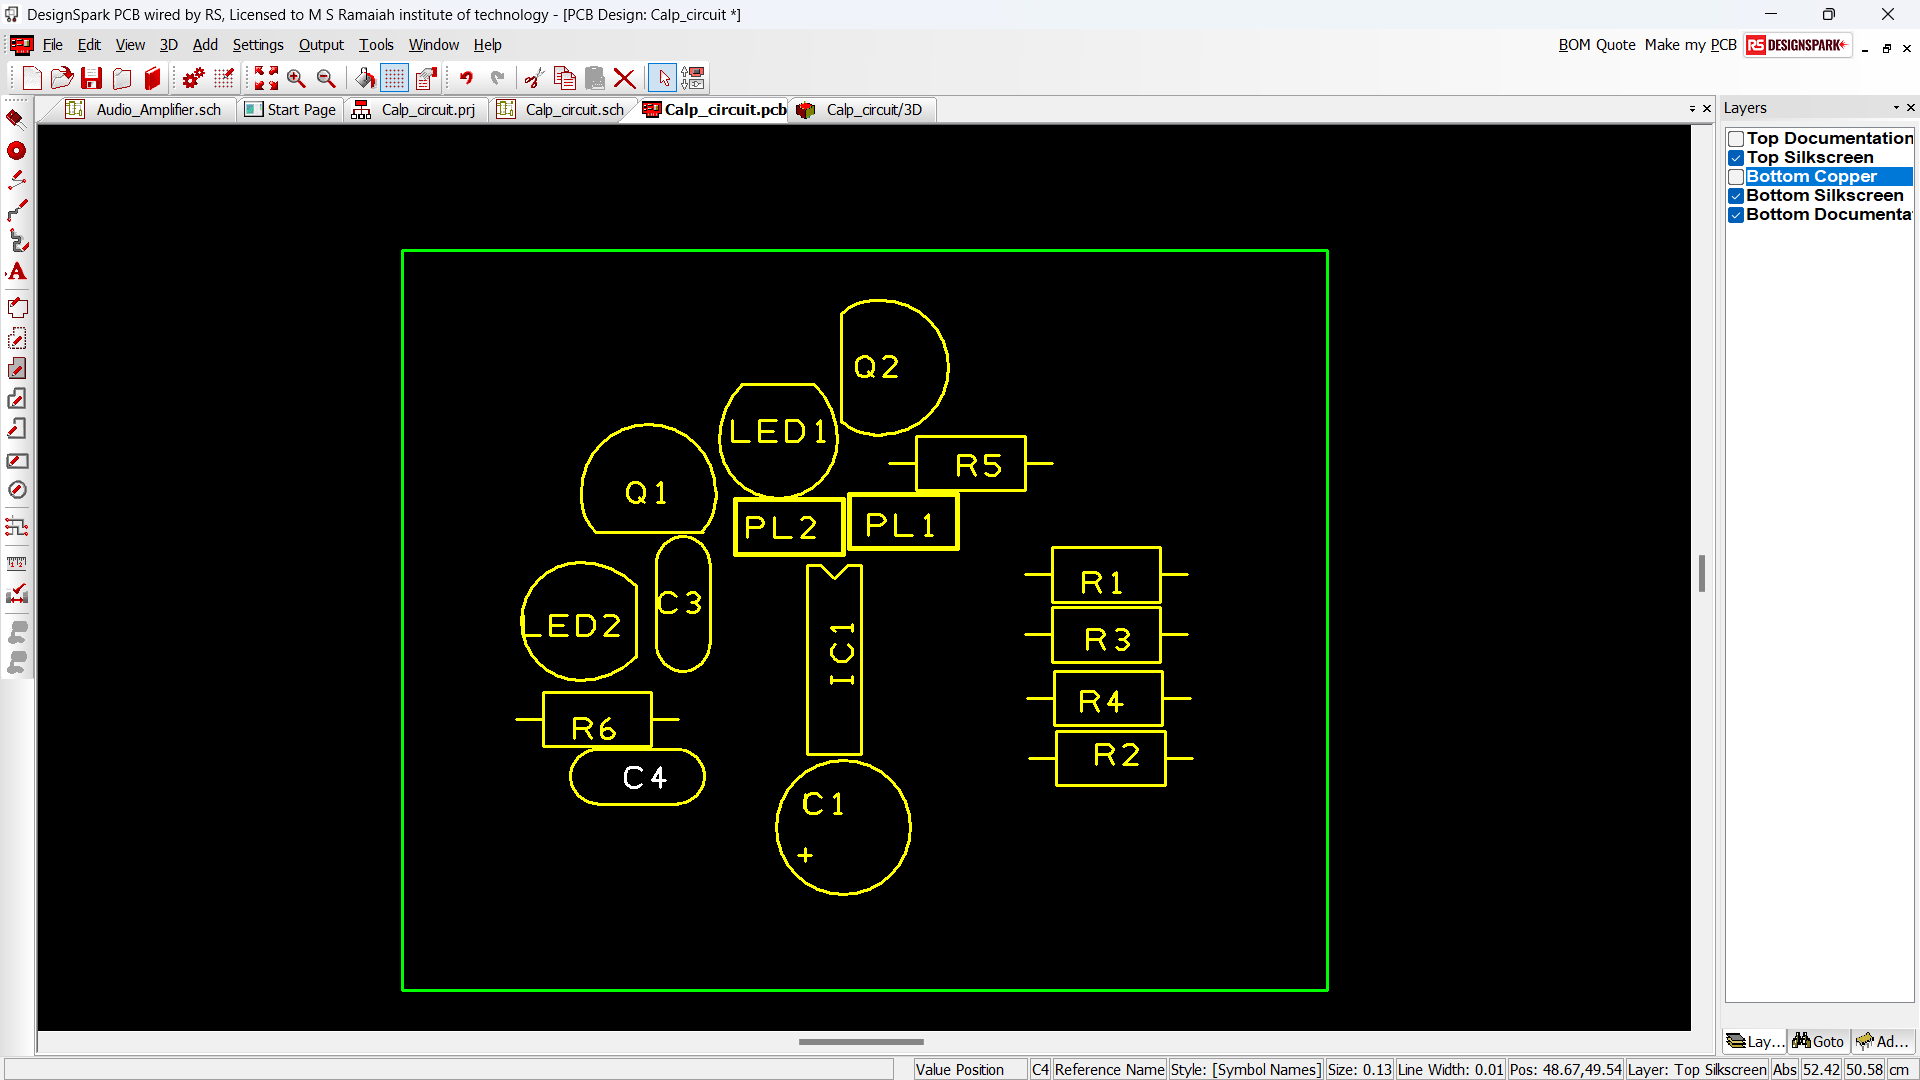 DesignSpark PCB wired by RS, Licensed to M S Ramaiah institute of technology - [PCB Design: Calp_circuit *]
File Edit View 3D Add Settings Output Tools Window Help BOM Quote Make my PCB RS DESIGNSPARK
Audio_Amplifier.sch Start Page Calp_circuit.prj Calp_circuit.sch Calp_circuit.pcb Calp_circuit/3D Layers
Top Documentation
Top Silkscreen
Bottom Copper
Bottom Silkscreen
Bottom Documenta
Q2
LED1
R5
Q1
PL2 PL1
R1
C3
LED2
R3
IC1
R4
R6
R2
C4
C1
+
Lay... Goto Ad...
Value Position C4 Reference Name Style: [Symbol Names] Size: 0.13 Line Width: 0.01 Pos: 48.67,49.54 Layer: Top Silkscreen Abs 52.42 50.58 cm